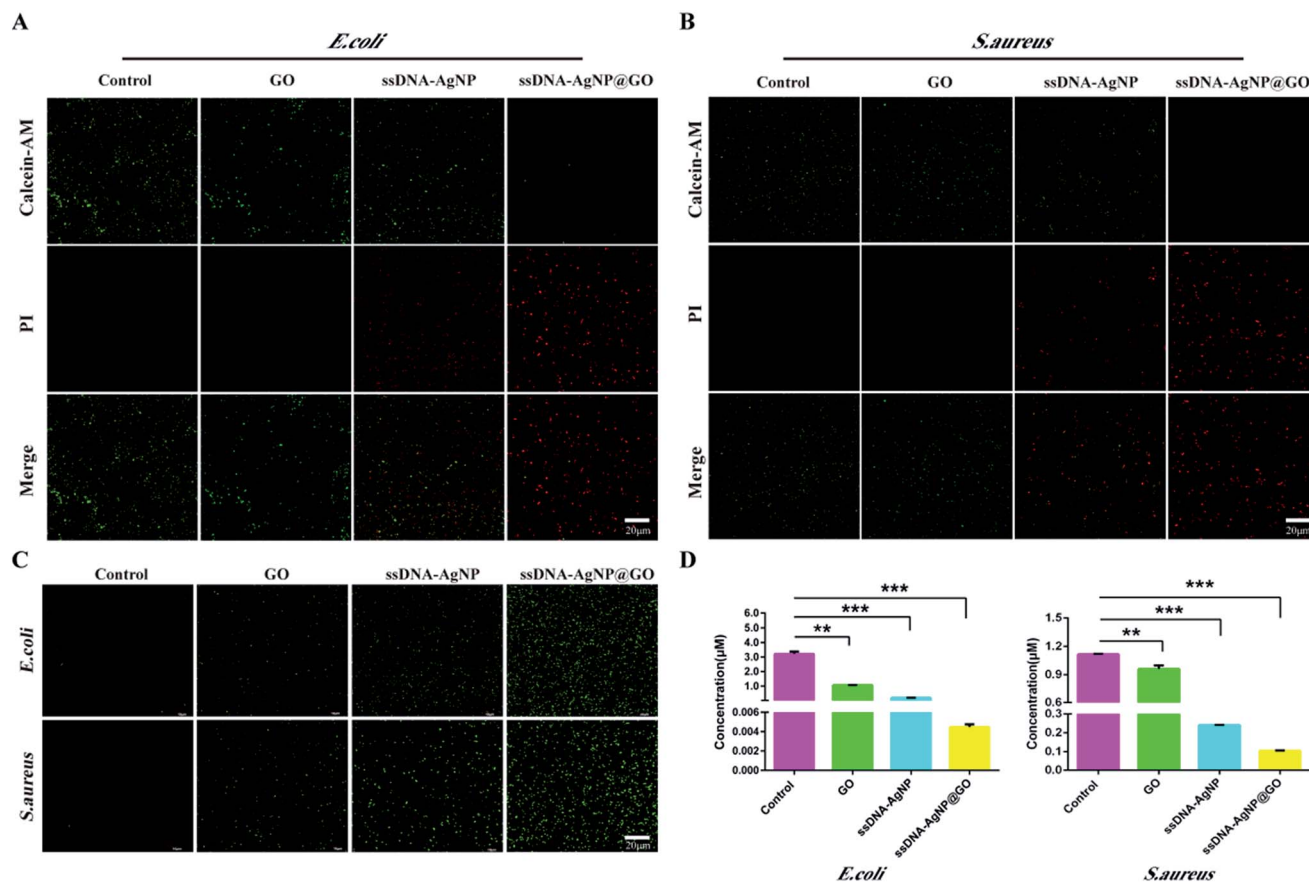 A
E.coli
Control GO ssDNA-AgNP ssDNA-AgNP@GO
Calcein-AM
PI
Merge
20μm
B
S.aureus
Control GO ssDNA-AgNP ssDNA-AgNP@GO
Calcein-AM
PI
Merge
20μm
C
Control GO ssDNA-AgNP ssDNA-AgNP@GO
E.coli
S.aureus
20μm
D
Concentration(μM)
6.0
5.0
4.0
3.0
2.0
1.0
0.006
0.004
0.002
0.000
**
***
***
Control GO ssDNA-AgNP ssDNA-AgNP@GO
E.coli
Concentration(μM)
1.5
1.2
0.9
0.6
0.3
0.2
0.1
0.0
**
***
***
Control GO ssDNA-AgNP ssDNA-AgNP@GO
S.aureus